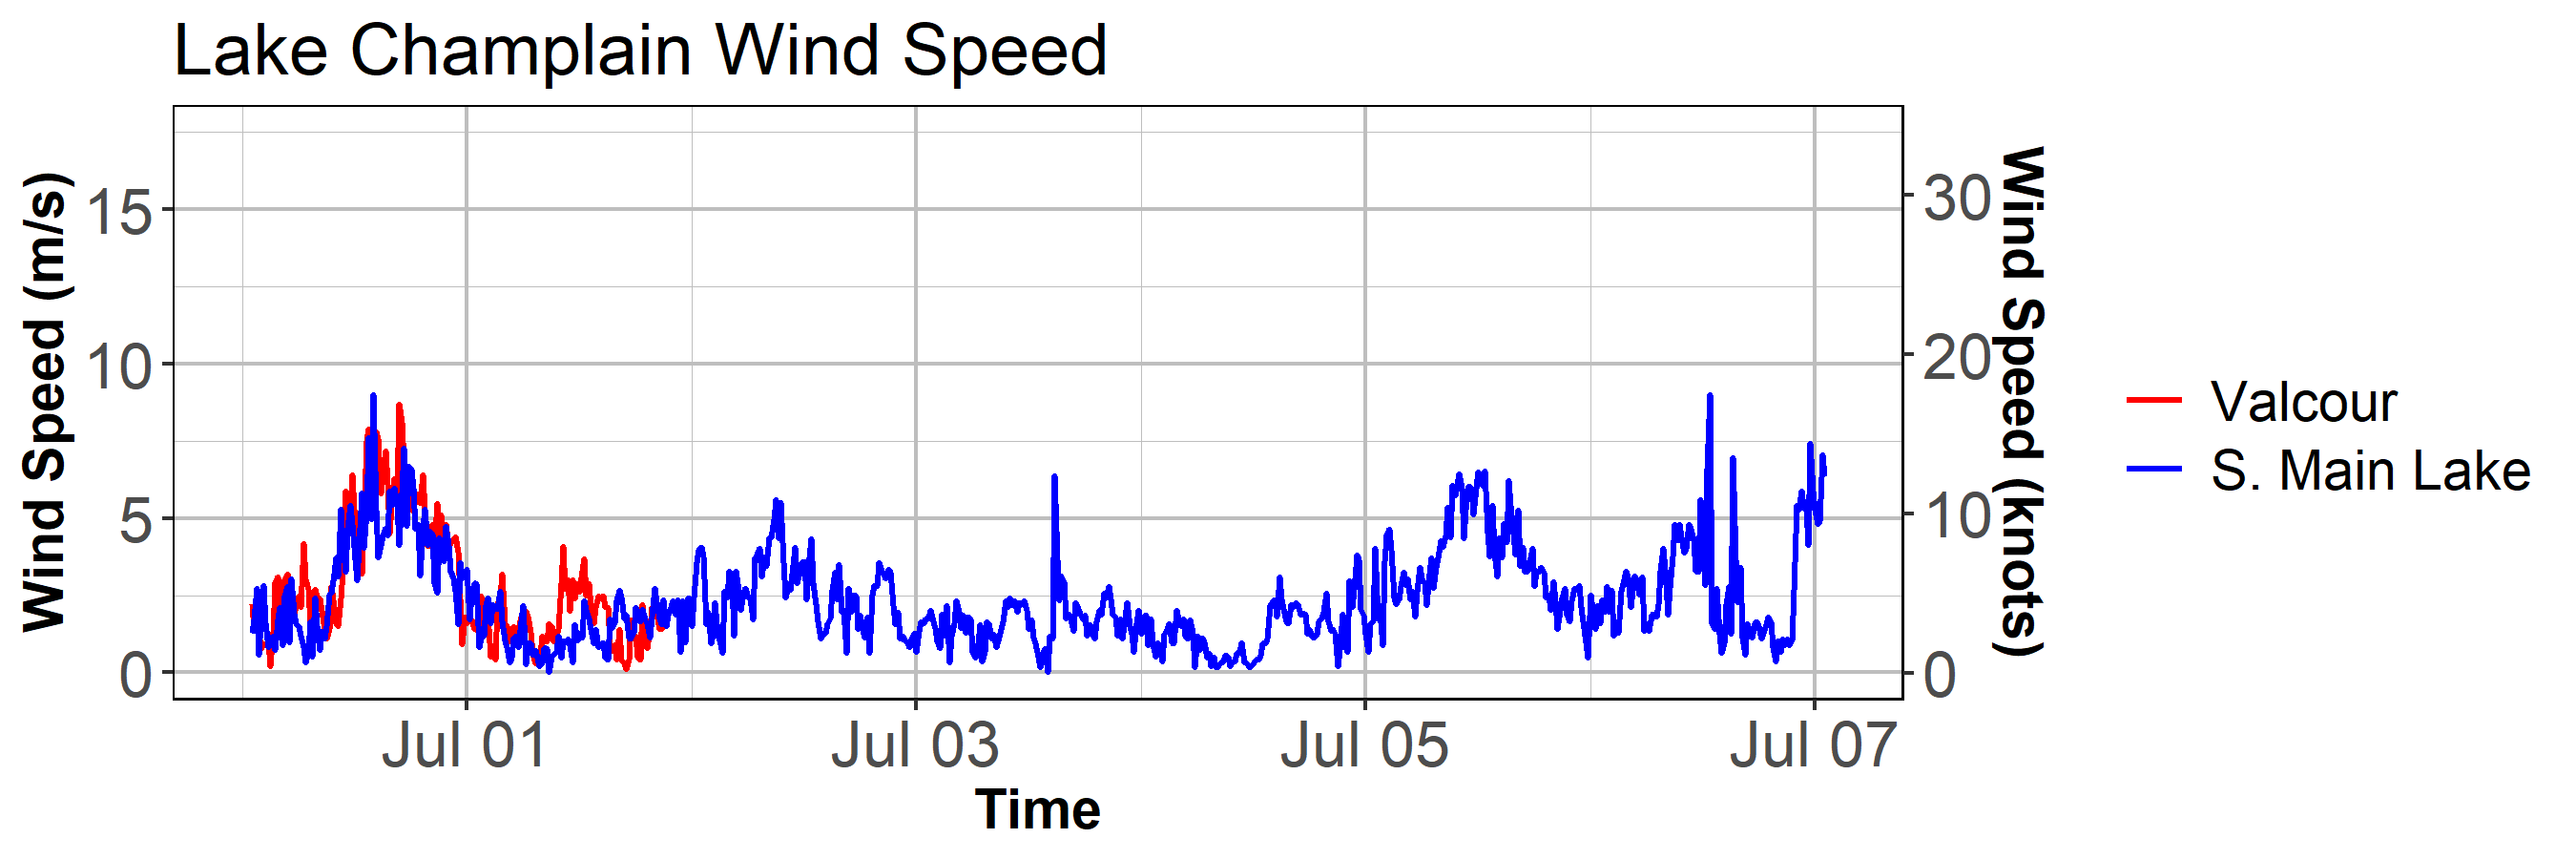 Lake Champlain Wind Speed
Wind Speed (m/s)
15
10
5
0
30
20
10
0
Wind Speed (knots)
Valcour
S. Main Lake
Jul 01
Jul 03
Jul 05
Jul 07
Time